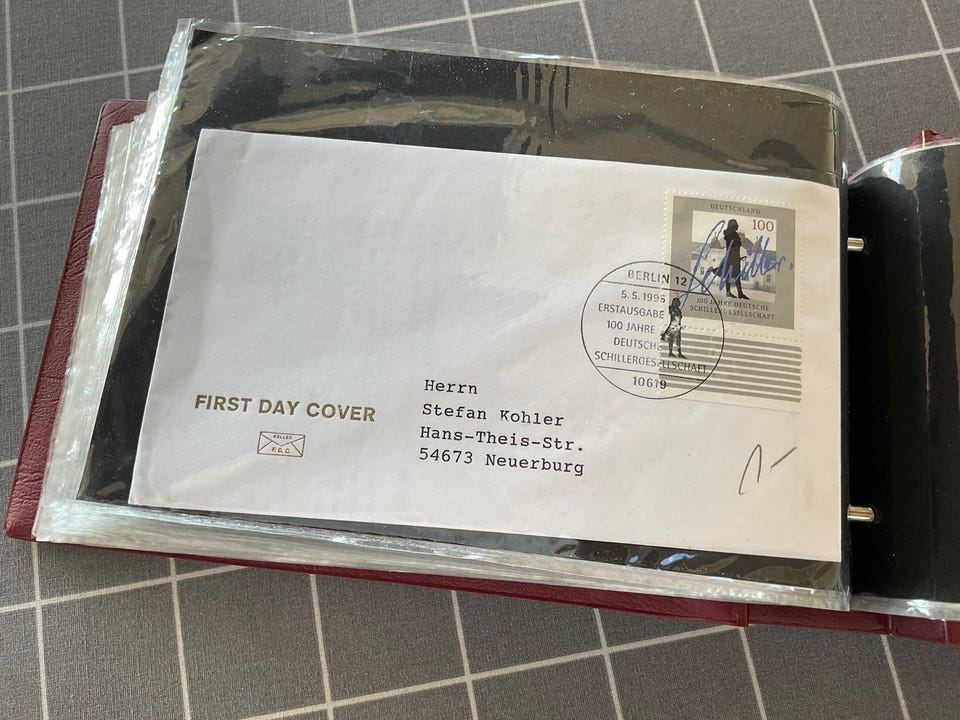 DEUTSCHLAND
100
Schiller.
100 JAHRE DEUTSCHE
SCHILLERGESELLSCHAFT
BERLIN 12
5.5.1995
ERSTAUSGABE
100 JAHRE
DEUTSCHE
SCHILLERGESELLSCHAFT
10619
FIRST DAY COVER
KELLER
F.D.C.
Herrn
Stefan Kohler
Hans-Theis-Str.
54673 Neuerburg